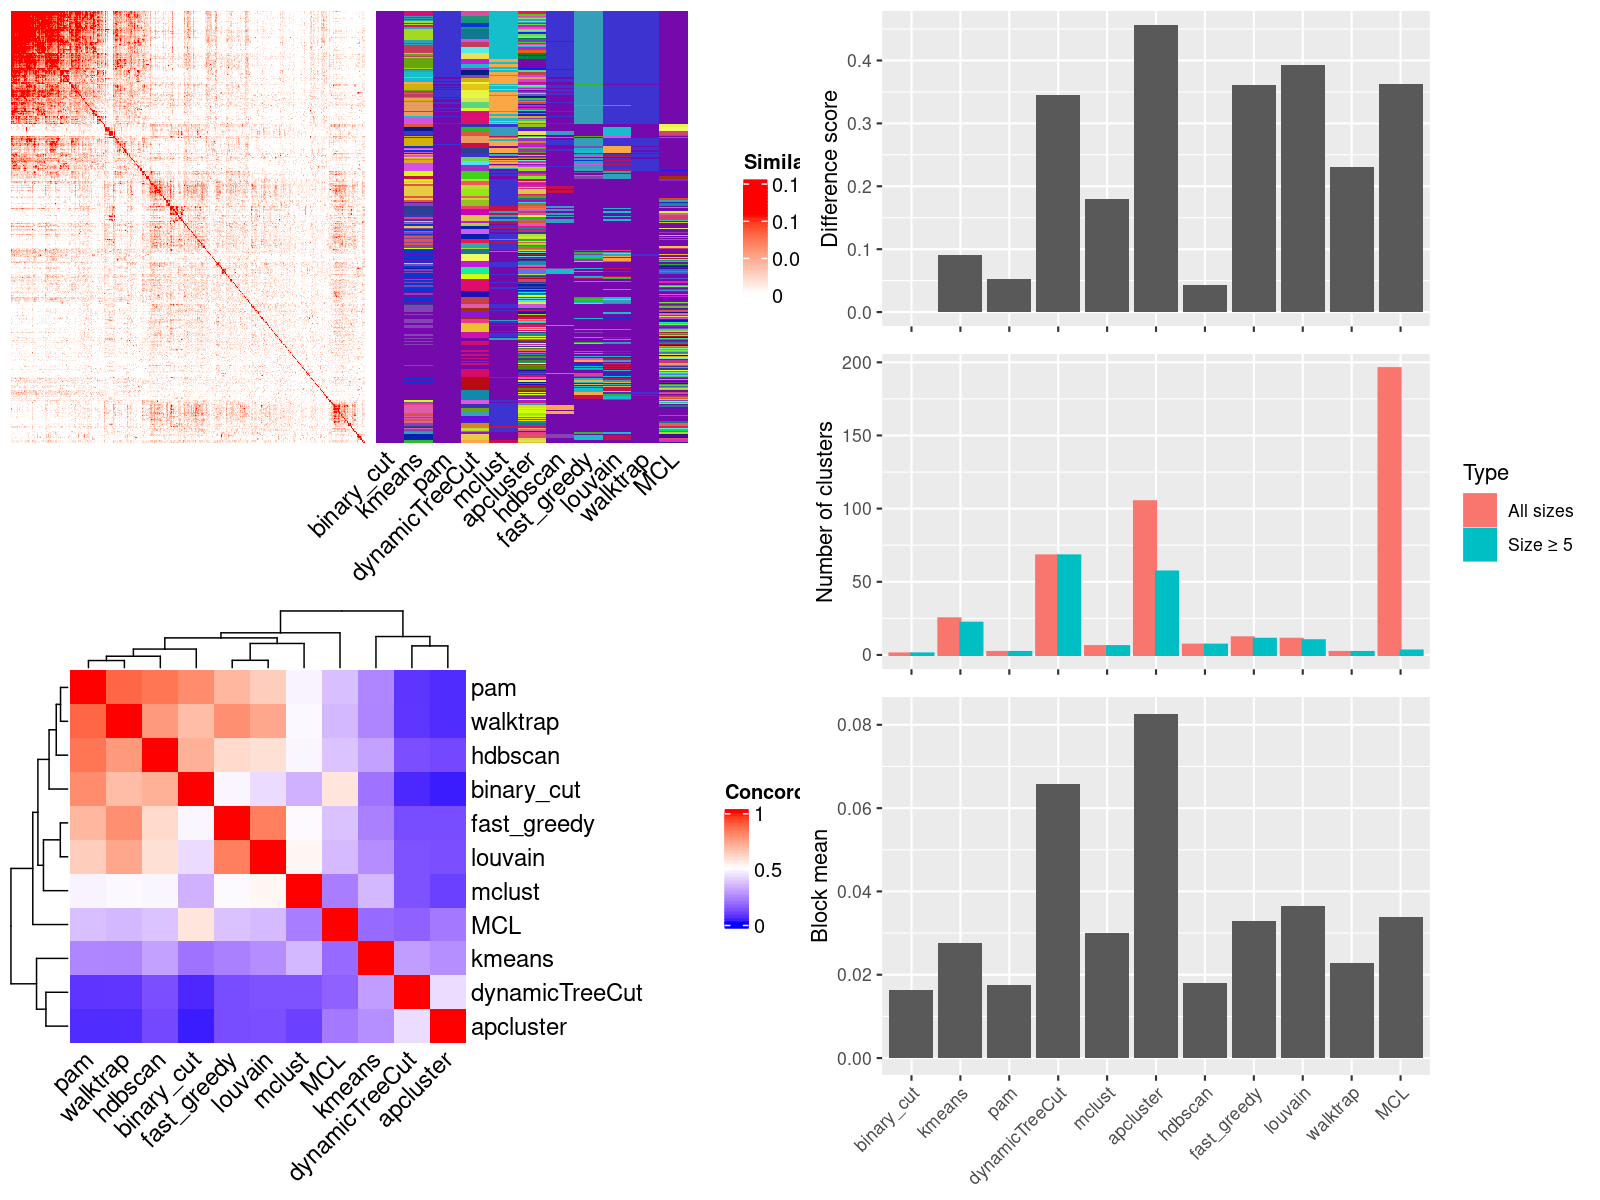 Simila
0.1
0.1
0.0
0
binary_cut
kmeans
pam
dynamicTreeCut
mclust
apcluster
hdbscan
fast_greedy
louvain
walktrap
MCL
pam
walktrap
hdbscan
binary_cut
fast_greedy
louvain
mclust
MCL
kmeans
dynamicTreeCut
apcluster
Concord
1
0.5
0
pam
walktrap
hdbscan
binary_cut
fast_greedy
louvain
mclust
MCL
kmeans
dynamicTreeCut
apcluster
Difference score
0.4
0.3
0.2
0.1
0.0
Number of clusters
200
150
100
50
0
Type
All sizes
Size ≥ 5
Block mean
0.08
0.06
0.04
0.02
0.00
binary_cut
kmeans
pam
dynamicTreeCut
mclust
apcluster
hdbscan
fast_greedy
louvain
walktrap
MCL